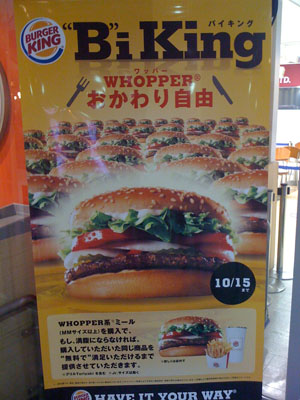 BURGER KING
"B"i King
バイキング
ワッパー
WHOPPER®
おかわり自由
10/15 まで
WHOPPER系*ミール
(MMサイズ以上)を購入で、
もし、満腹にならなければ、
購入していただいた同じ商品を
"無料で"満足いただけるまで
提供させていただきます。
BURGER KING
HAVE IT YOUR WAY®